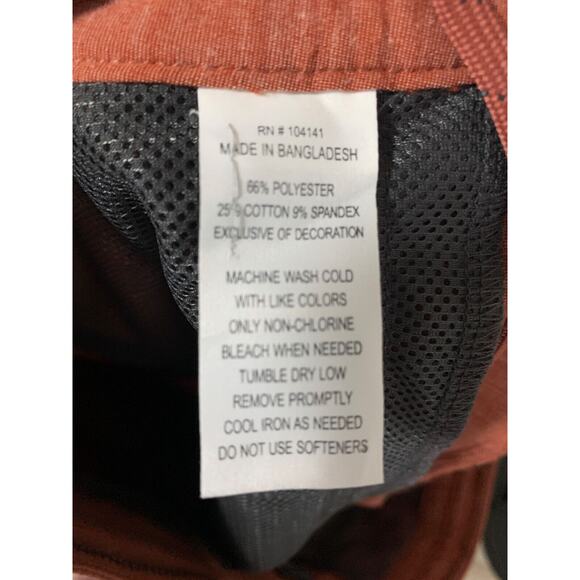 RN # 104141
MADE IN BANGLADESH
66% POLYESTER
25% COTTON 9% SPANDEX
EXCLUSIVE OF DECORATION
MACHINE WASH COLD
WITH LIKE COLORS
ONLY NON-CHLORINE
BLEACH WHEN NEEDED
TUMBLE DRY LOW
REMOVE PROMPTLY
COOL IRON AS NEEDED
DO NOT USE SOFTENERS